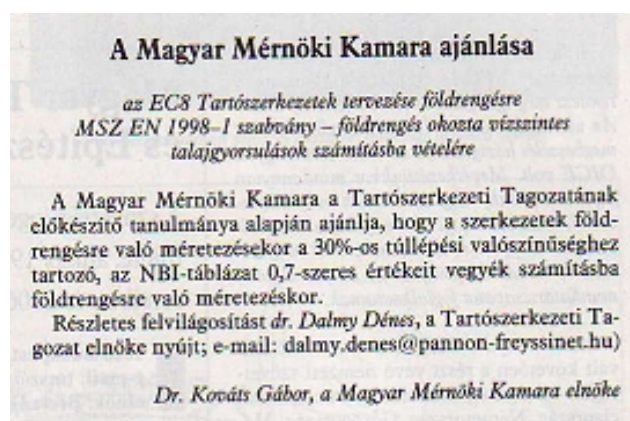 A Magyar Mérnöki Kamara ajánlása
az EC8 Tartószerkezetek tervezése földrengésre
MSZ EN 1998–1 szabvány – földrengés okozta vízszintes
talajgyorsulások számításba vételére
A Magyar Mérnöki Kamara a Tartószerkezeti Tagozatának
előkészítő tanulmánya alapján ajánlja, hogy a szerkezetek föld-
rengésre való méretezésekor a 30%-os túllépési valószínűséghez
tartozó, az NBI-táblázat 0,7-szeres értékeit vegyék számításba
földrengésre való méretezéskor.
Részletes felvilágosítást dr. Dalmy Dénes, a Tartószerkezeti Ta-
gozat elnöke nyújt; e-mail: dalmy.denes@pannon-freyssinet.hu)
Dr. Kováts Gábor, a Magyar Mérnöki Kamara elnöke